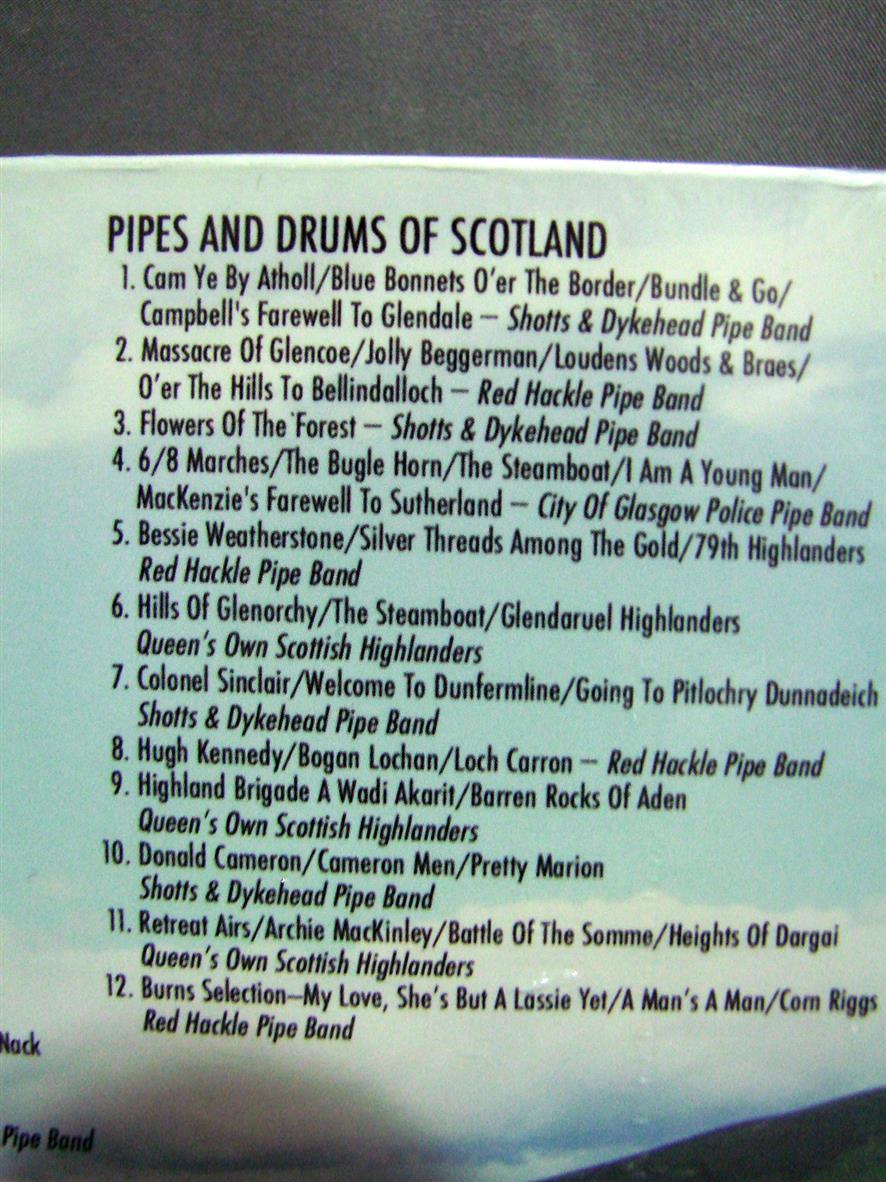 PIPES AND DRUMS OF SCOTLAND
1. Cam Ye By Atholl/Blue Bonnets O'er The Border/Bundle & Go/
Campbell's Farewell To Glendale – Shotts & Dykehead Pipe Band
2. Massacre Of Glencoe/Jolly Beggerman/Loudens Woods & Braes/
O'er The Hills To Bellindalloch – Red Hackle Pipe Band
3. Flowers Of The Forest – Shotts & Dykehead Pipe Band
4. 6/8 Marches/The Bugle Horn/The Steamboat/I Am A Young Man/
MacKenzie's Farewell To Sutherland – City Of Glasgow Police Pipe Band
5. Bessie Weatherstone/Silver Threads Among The Gold/79th Highlanders
Red Hackle Pipe Band
6. Hills Of Glenorchy/The Steamboat/Glendaruel Highlanders
Queen's Own Scottish Highlanders
7. Colonel Sinclair/Welcome To Dunfermline/Going To Pitlochry Dunnadeich
Shotts & Dykehead Pipe Band
8. Hugh Kennedy/Bogan Lochan/Loch Carron – Red Hackle Pipe Band
9. Highland Brigade A Wadi Akarit/Barren Rocks Of Aden
Queen's Own Scottish Highlanders
10. Donald Cameron/Cameron Men/Pretty Marion
Shotts & Dykehead Pipe Band
11. Retreat Airs/Archie MacKinley/Battle Of The Somme/Heights Of Dargai
Queen's Own Scottish Highlanders
12. Burns Selection–My Love, She's But A Lassie Yet/A Man's A Man/Corn Riggs
Red Hackle Pipe Band
Nack
Pipe Band